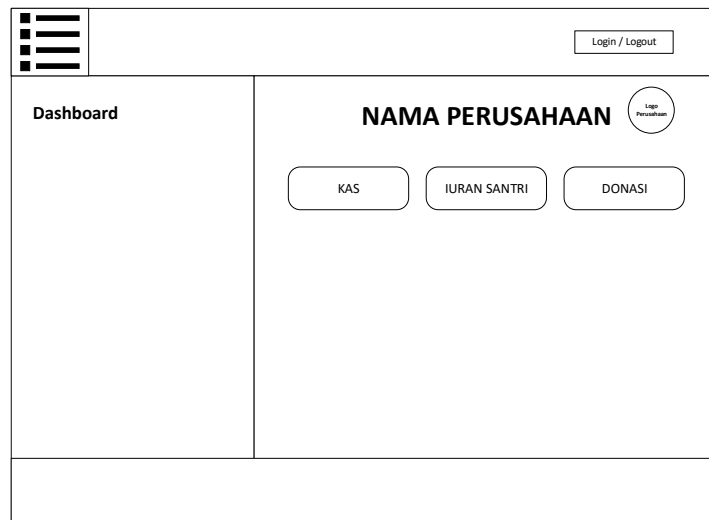 Login / Logout
Dashboard
NAMA PERUSAHAAN
Logo
Perusahaan
KAS
IURAN SANTRI
DONASI